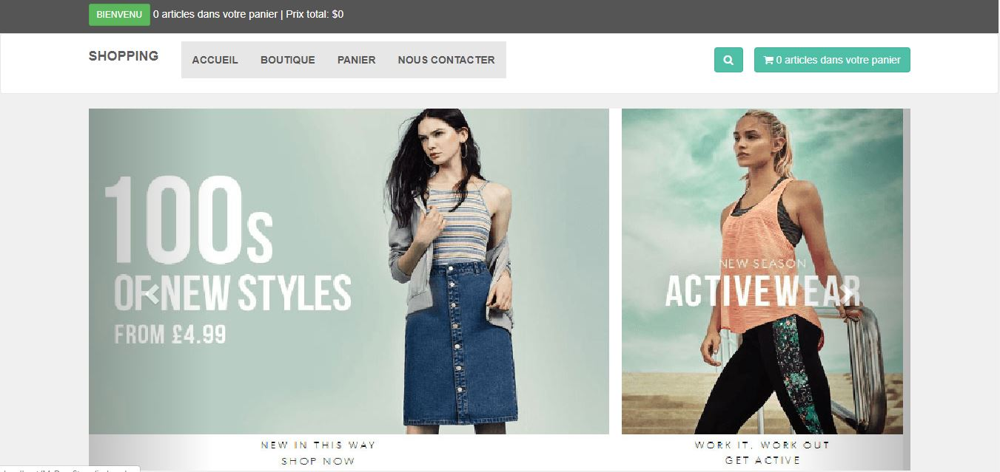 BIENVENU 0 articles dans votre panier | Prix total: $0
SHOPPING ACCUEIL BOUTIQUE PANIER NOUS CONTACTER 0 articles dans votre panier
100s
OF NEW STYLES
FROM £4.99
NEW SEASON
ACTIVEWEAR
NEW IN THIS WAY
SHOP NOW
WORK IT, WORK OUT
GET ACTIVE